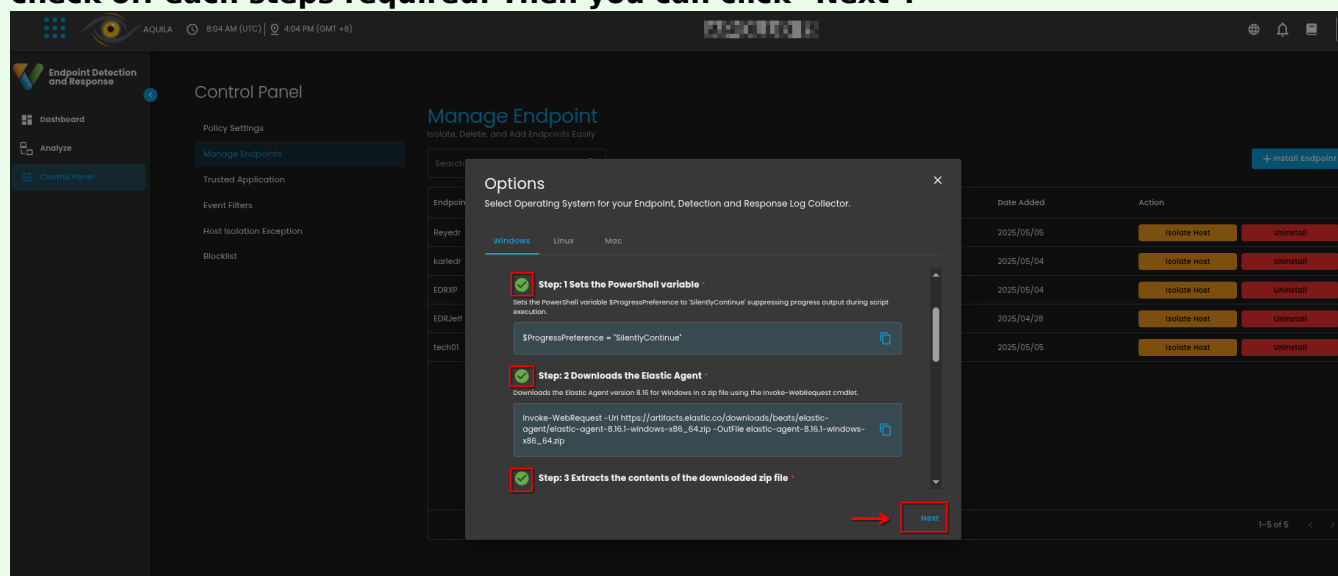 check off each steps required. Then you can click "Next".
AQUILA 8:04 AM (UTC) 4:04 PM (GMT +8)
Endpoint Detection
and Response
Dashboard
Analyze
Control Panel
Control Panel
Policy Settings
Manage Endpoints
Trusted Application
Event Filters
Host Isolation Exception
Blocklist
Manage Endpoint
Isolate, Delete, and Add Endpoints Easily
Search
+ Install Endpoint
Endpoin Date Added Action
Reyedr 2025/05/05 Isolate Host Uninstall
karledr 2025/05/04 Isolate Host Uninstall
EDRXP 2025/05/04 Isolate Host Uninstall
EDRJeff 2025/04/28 Isolate Host Uninstall
tech01 2025/05/05 Isolate Host Uninstall
1-5 of 5
Options
Select Operating System for your Endpoint, Detection and Response Log Collector.
Windows Linux Mac
Step: 1 Sets the PowerShell variable *
Sets the PowerShell variable $ProgressPreference to 'SilentlyContinue' suppressing progress output during script
execution.
$ProgressPreference = "SilentlyContinue"
Step: 2 Downloads the Elastic Agent *
Downloads the Elastic Agent version 8.16 for Windows in a zip file using the Invoke-WebRequest cmdlet.
Invoke-WebRequest -Uri https://artifacts.elastic.co/downloads/beats/elastic-
agent/elastic-agent-8.16.1-windows-x86_64.zip -OutFile elastic-agent-8.16.1-windows-
x86_64.zip
Step: 3 Extracts the contents of the downloaded zip file *
Next